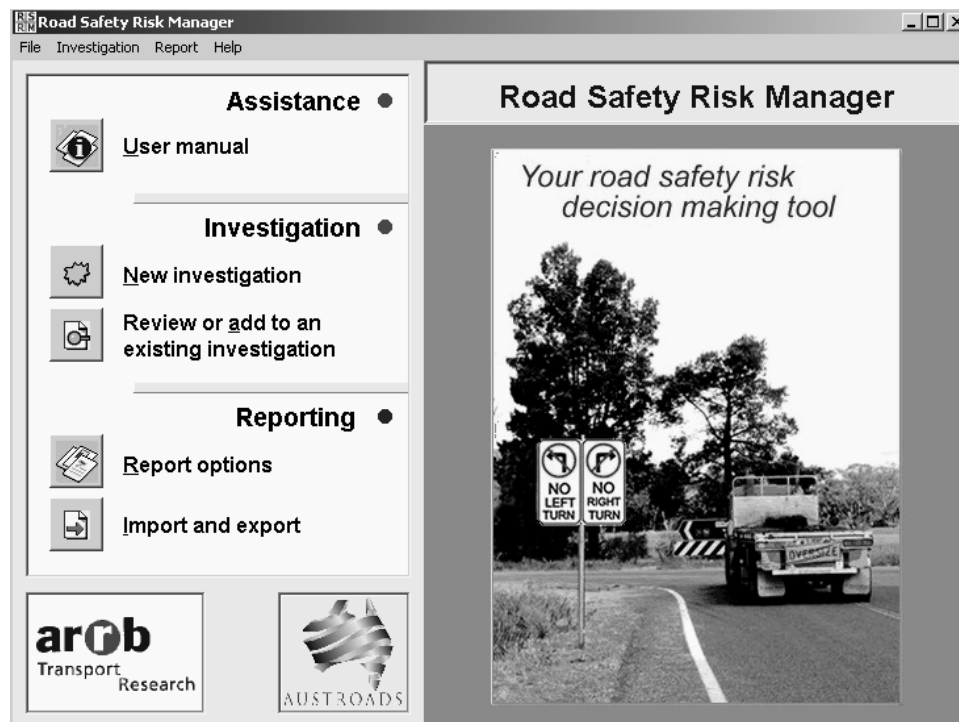 Road Safety Risk Manager
File Investigation Report Help
Assistance
User manual
Investigation
New investigation
Review or add to an
existing investigation
Reporting
Report options
Import and export
arrb
Transport
Research
AUSTROADS
Road Safety Risk Manager
Your road safety risk
decision making tool
NO
LEFT
TURN
NO
RIGHT
TURN
OVERSIZE